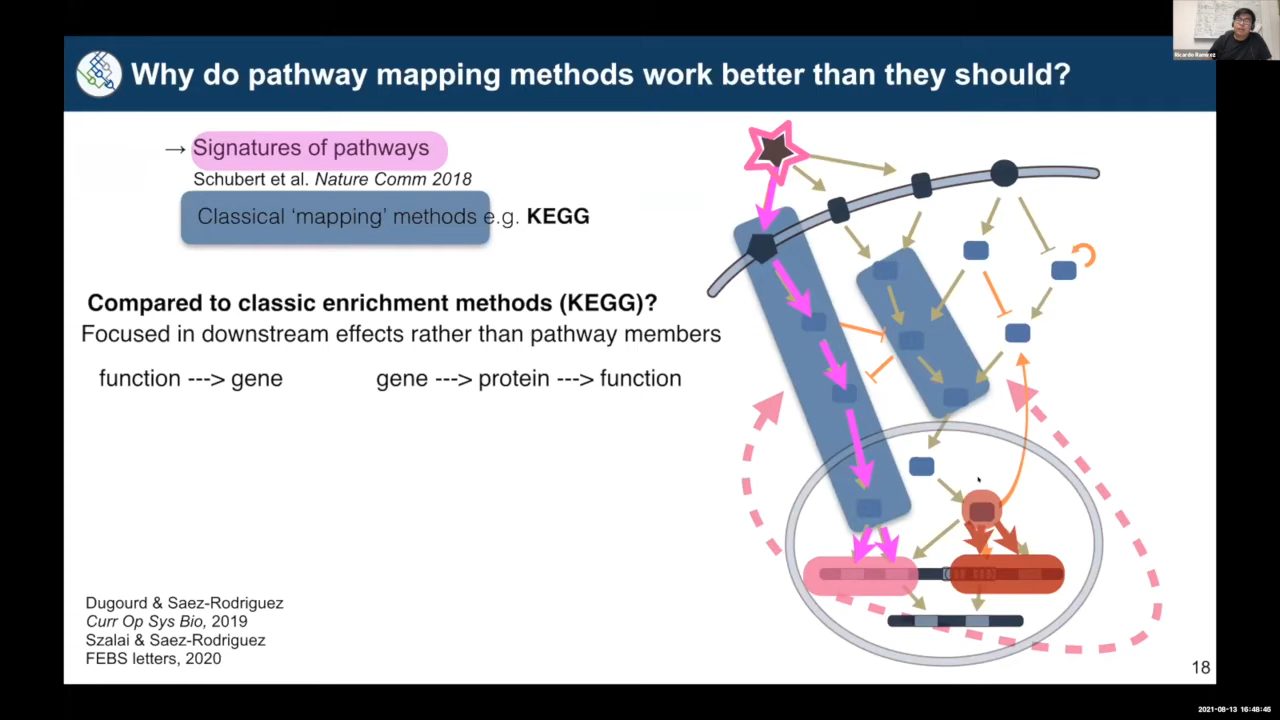 Ricardo Ramirez
Why do pathway mapping methods work better than they should?
→ Signatures of pathways
Schubert et al. Nature Comm 2018
Classical ‘mapping’ methods e.g. KEGG
Compared to classic enrichment methods (KEGG)?
Focused in downstream effects rather than pathway members
function ---> gene
gene ---> protein ---> function
Dugourd & Saez-Rodriguez
Curr Op Sys Bio, 2019
Szalai & Saez-Rodriguez
FEBS letters, 2020
18
2021-08-13 16:48:45